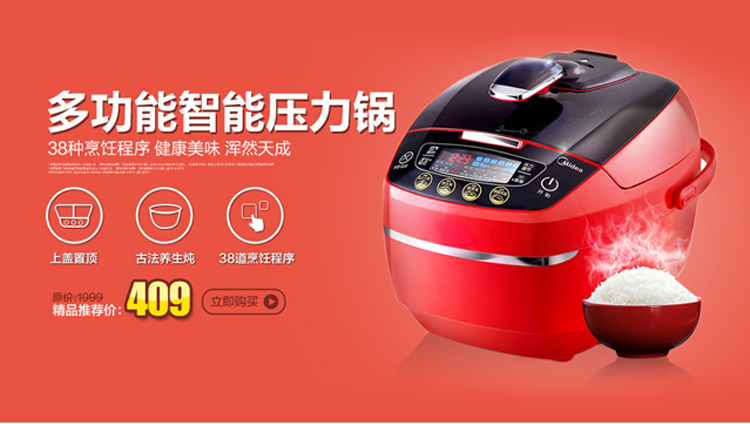 多功能智能压力锅
38种烹饪程序 健康美味 浑然天成
上盖置顶
古法养生炖
38道烹饪程序
原价:1999
精品推荐价: 409
立即购买
Midea
开始